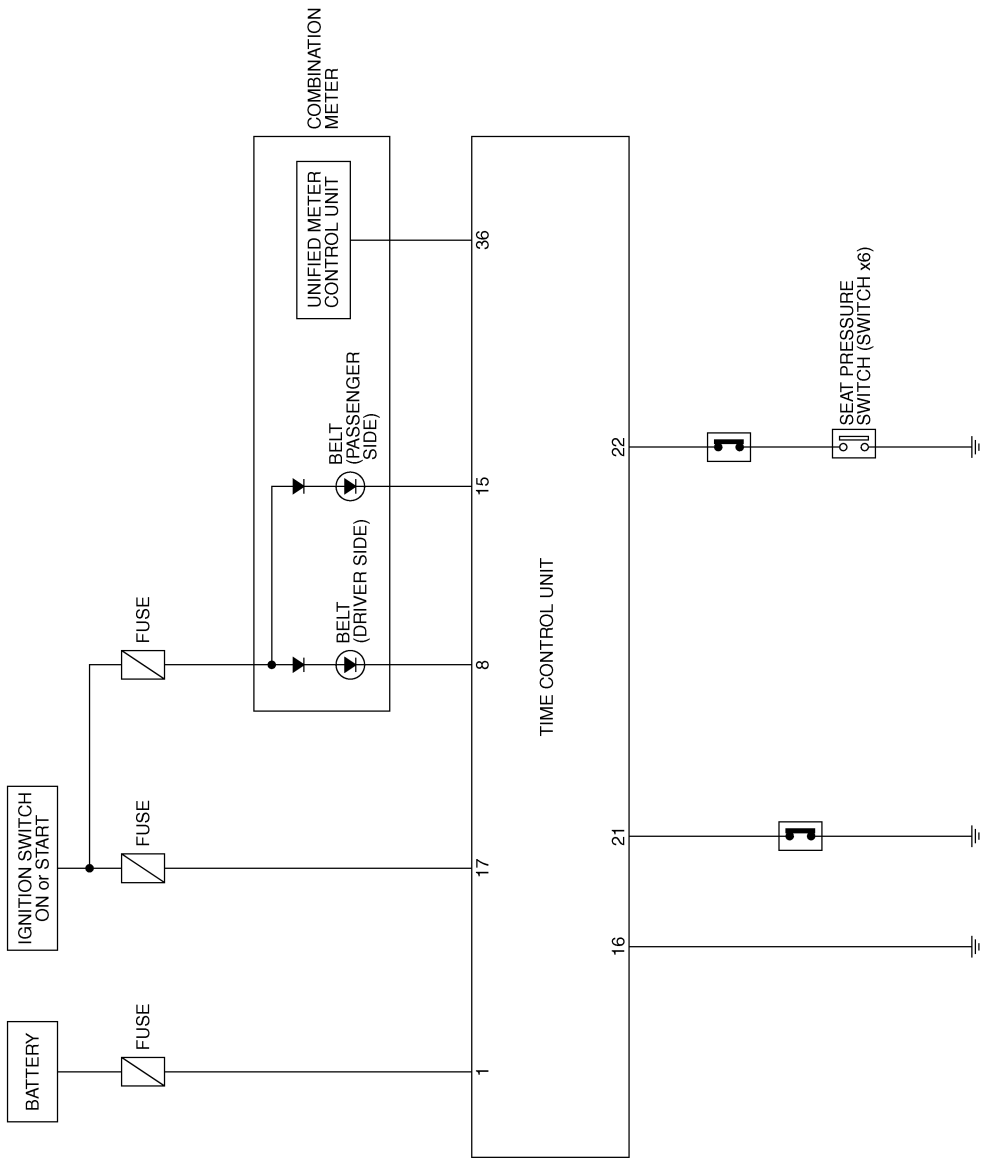 BATTERY
FUSE
IGNITION SWITCH
ON or START
FUSE
FUSE
COMBINATION
METER
BELT
(DRIVER SIDE)
BELT
(PASSENGER
SIDE)
UNIFIED METER
CONTROL UNIT
1
17
8
15
36
TIME CONTROL UNIT
16
21
22
SEAT PRESSURE
SWITCH (SWITCH x6)